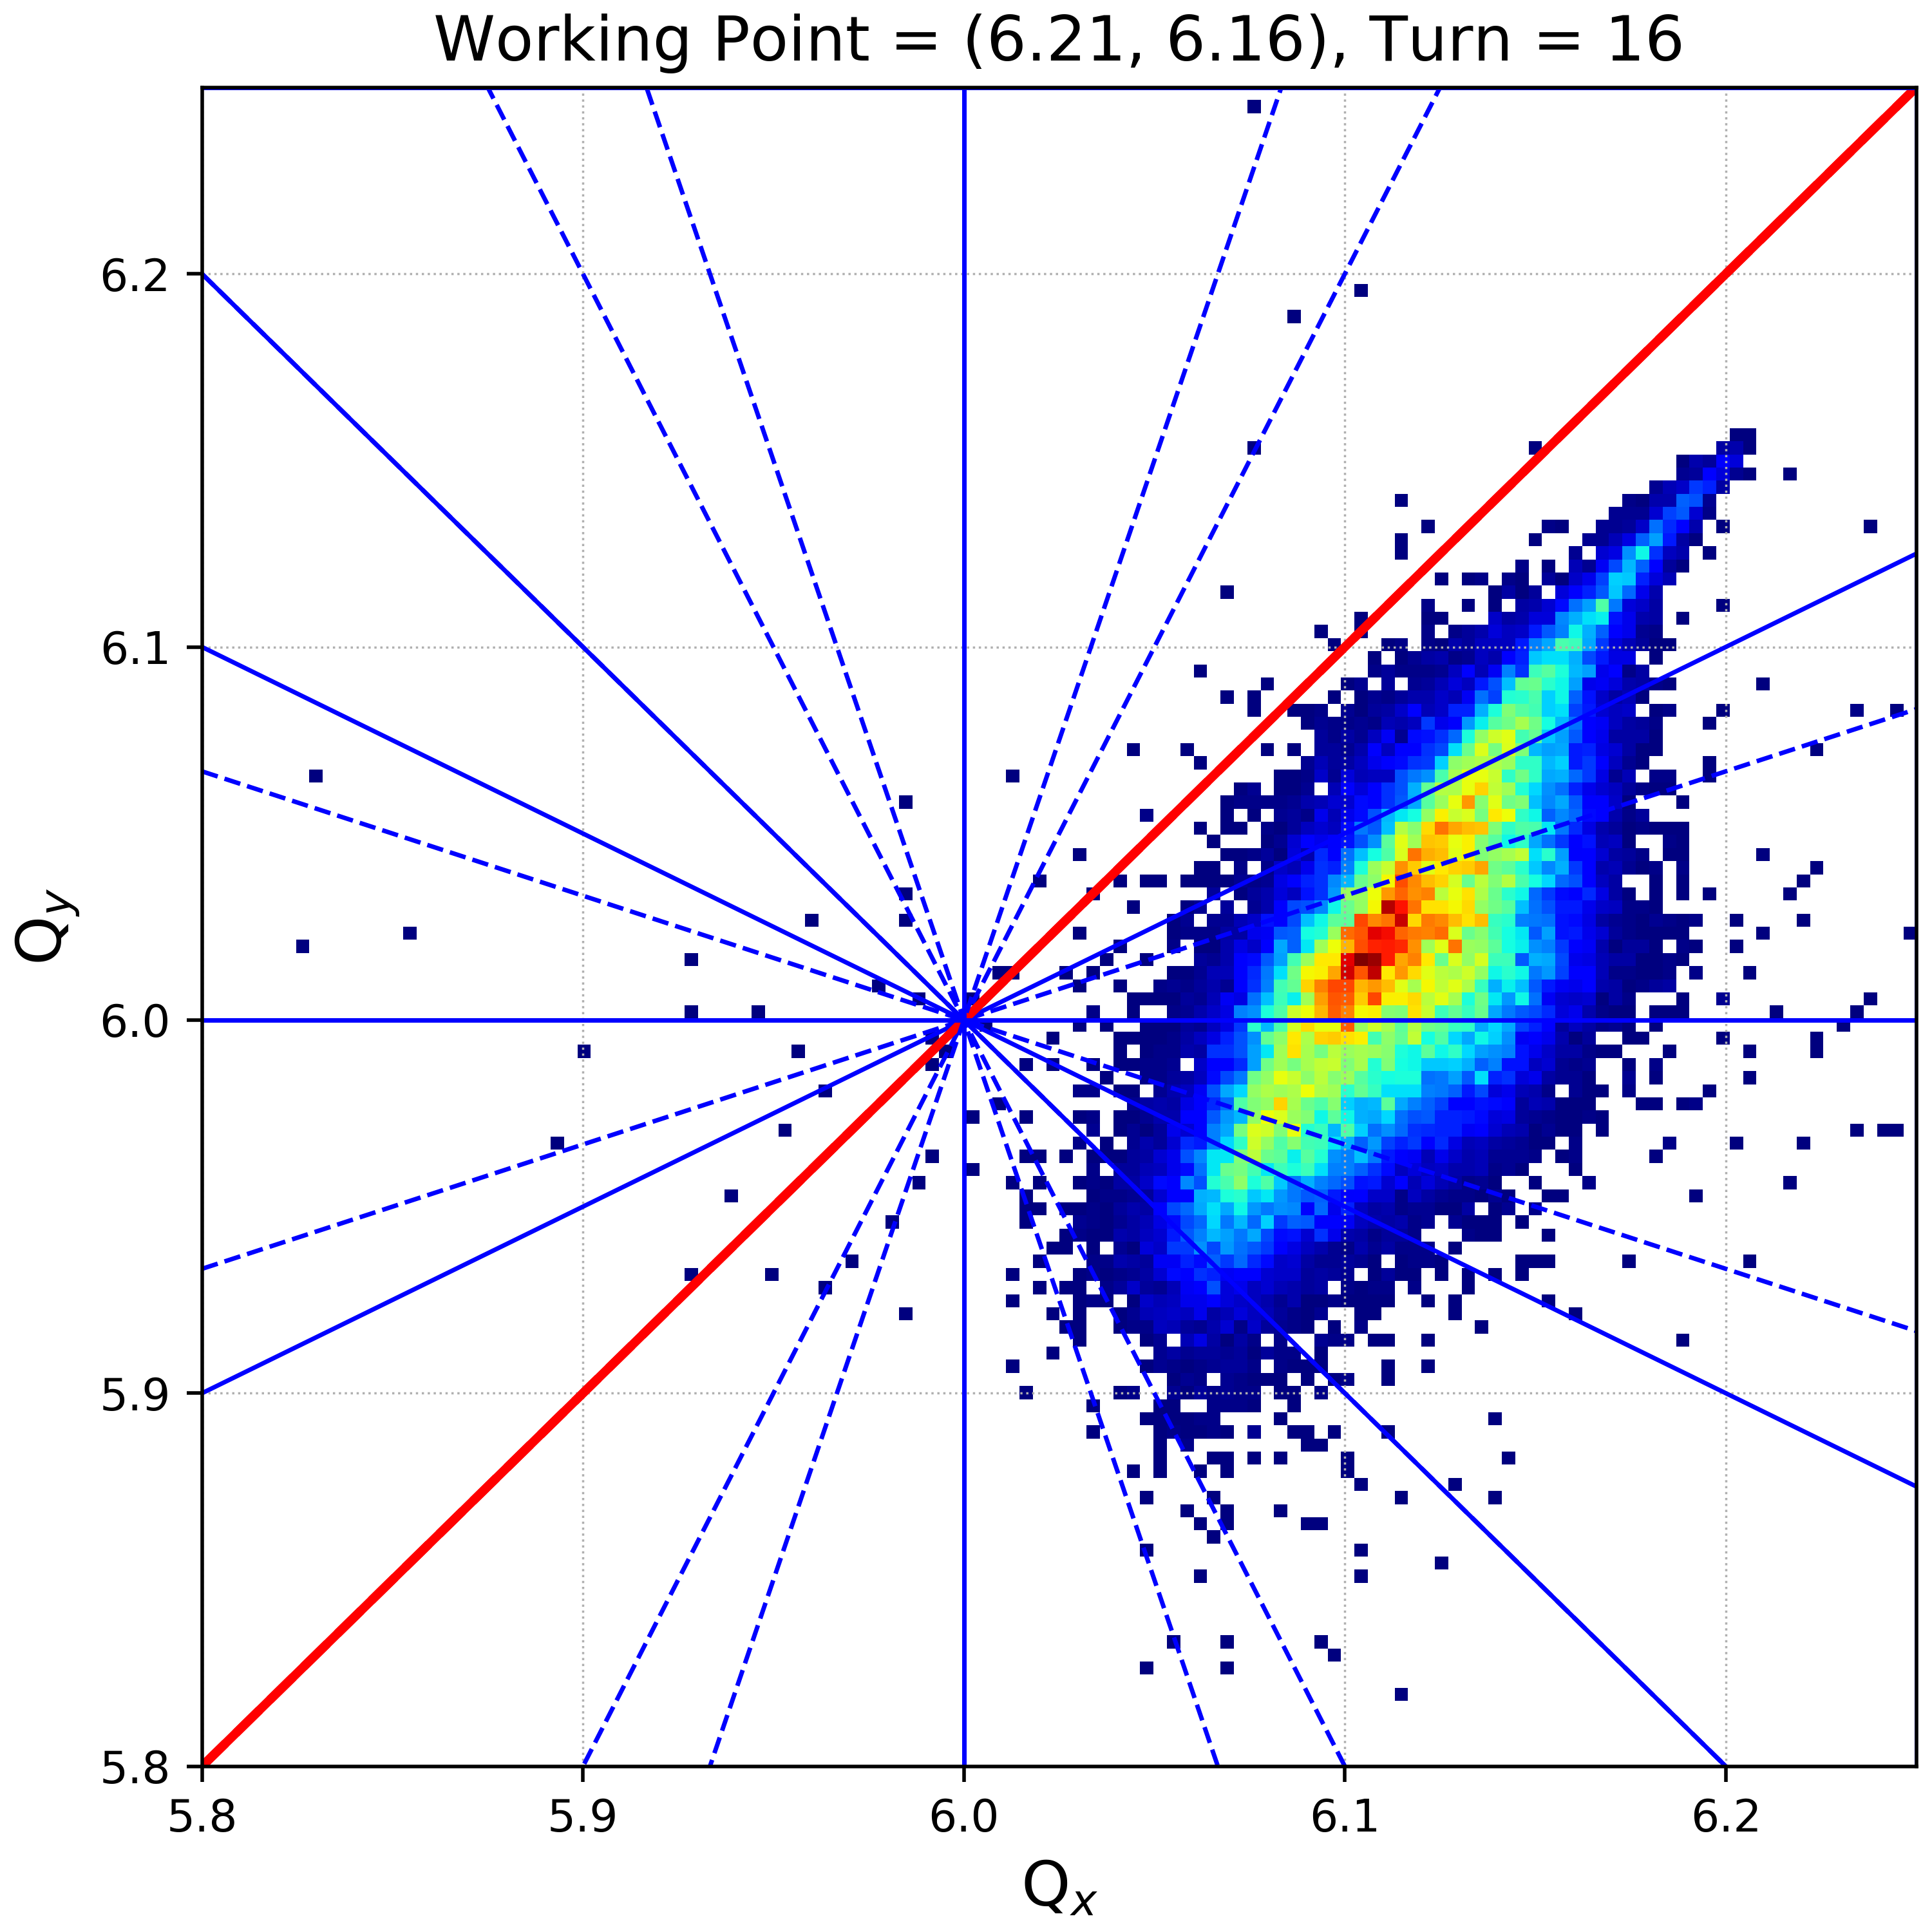 Working Point = (6.21, 6.16), Turn = 16
6.2
6.1
6.0
5.9
5.8
Qy
5.8 5.9 6.0 6.1 6.2
Qx